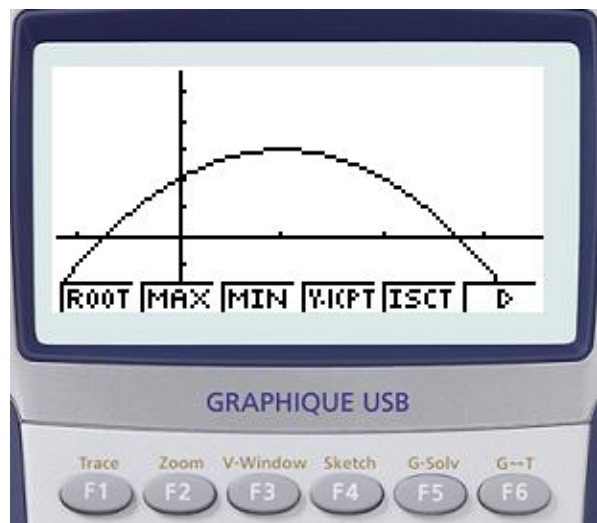 ROOT MAX MIN Y-ICPT ISCT
GRAPHIQUE USB
Trace Zoom V-Window Sketch G-Solv G↔T
F1 F2 F3 F4 F5 F6